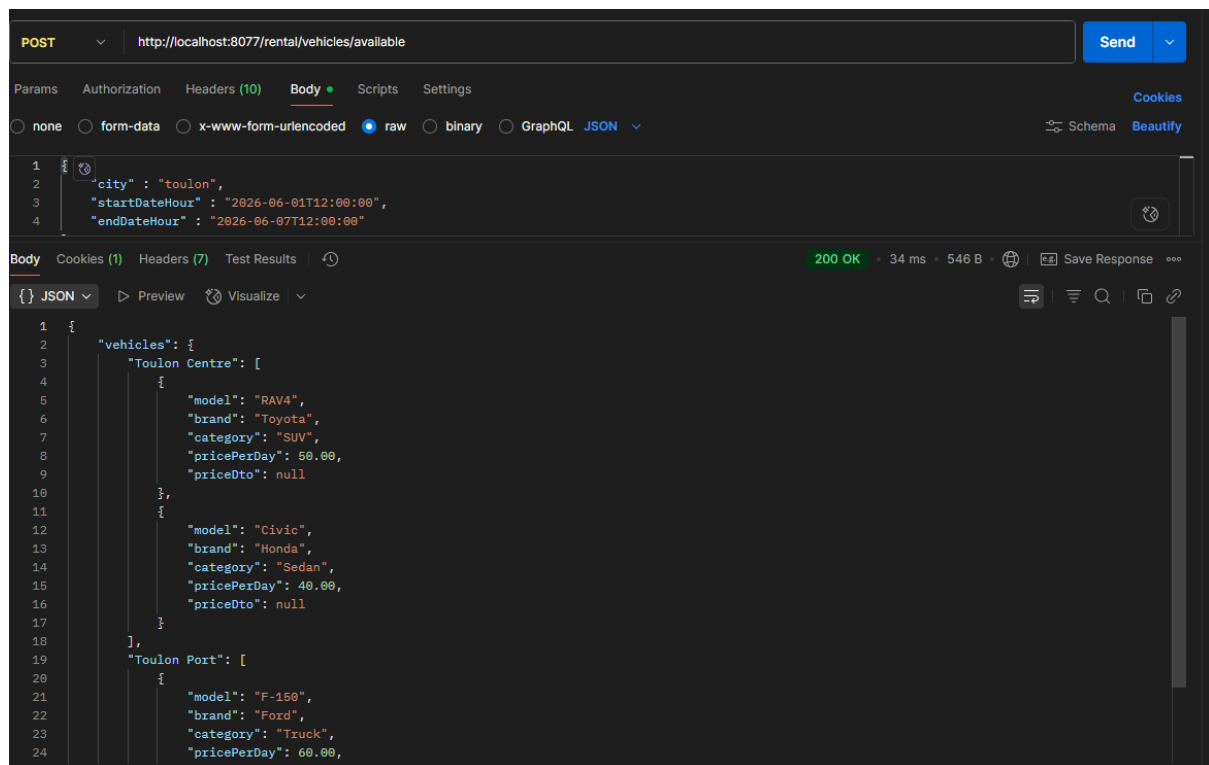 POST http://localhost:8077/rental/vehicles/available Send
Params Authorization Headers (10) Body Scripts Settings Cookies
none form-data x-www-form-urlencoded raw binary GraphQL JSON Schema Beautify
1 {
2 "city" : "toulon",
3 "startDateHour" : "2026-06-01T12:00:00",
4 "endDateHour" : "2026-06-07T12:00:00"
Body Cookies (1) Headers (7) Test Results 200 OK • 34 ms • 546 B • e.g. Save Response
{} JSON Preview Visualize
1 {
2 "vehicles": {
3 "Toulon Centre": [
4 {
5 "model": "RAV4",
6 "brand": "Toyota",
7 "category": "SUV",
8 "pricePerDay": 50.00,
9 "priceDto": null
10 },
11 {
12 "model": "Civic",
13 "brand": "Honda",
14 "category": "Sedan",
15 "pricePerDay": 40.00,
16 "priceDto": null
17 }
18 ],
19 "Toulon Port": [
20 {
21 "model": "F-150",
22 "brand": "Ford",
23 "category": "Truck",
24 "pricePerDay": 60.00,